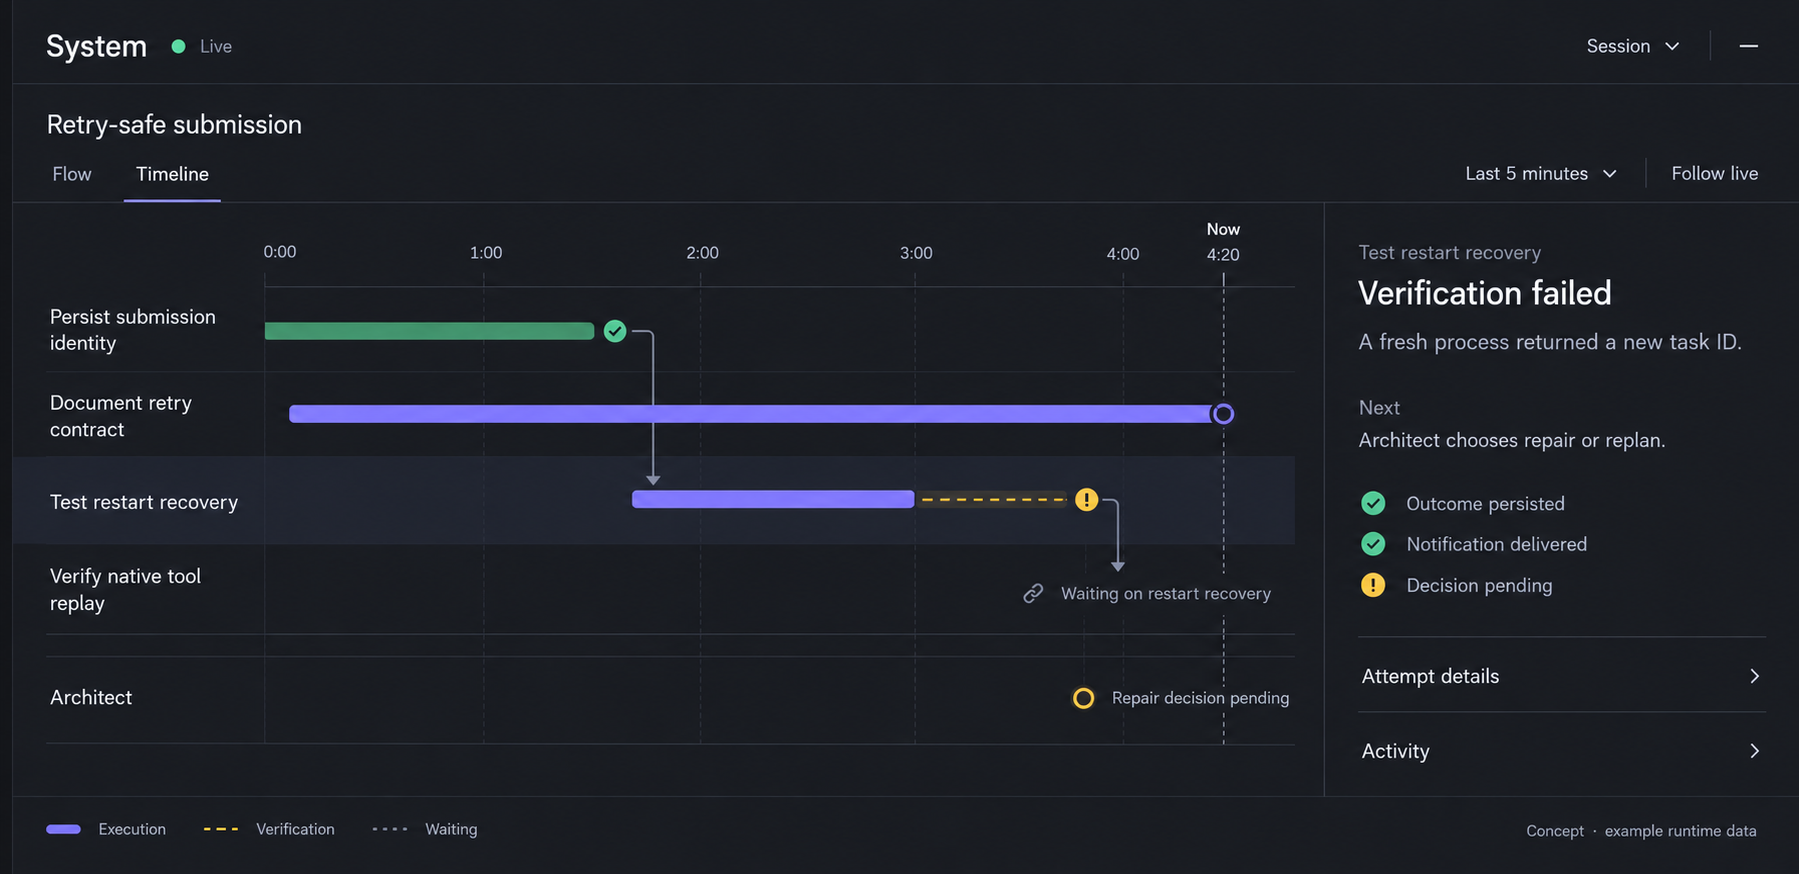 System
Live
Session
Retry-safe submission
Flow
Timeline
Last 5 minutes
Follow live
0:00
1:00
2:00
3:00
4:00
Now
4:20
Persist submission
identity
Document retry
contract
Test restart recovery
Verify native tool
replay
Waiting on restart recovery
Architect
Repair decision pending
Test restart recovery
Verification failed
A fresh process returned a new task ID.
Next
Architect chooses repair or replan.
Outcome persisted
Notification delivered
Decision pending
Attempt details
Activity
Execution
Verification
Waiting
Concept · example runtime data